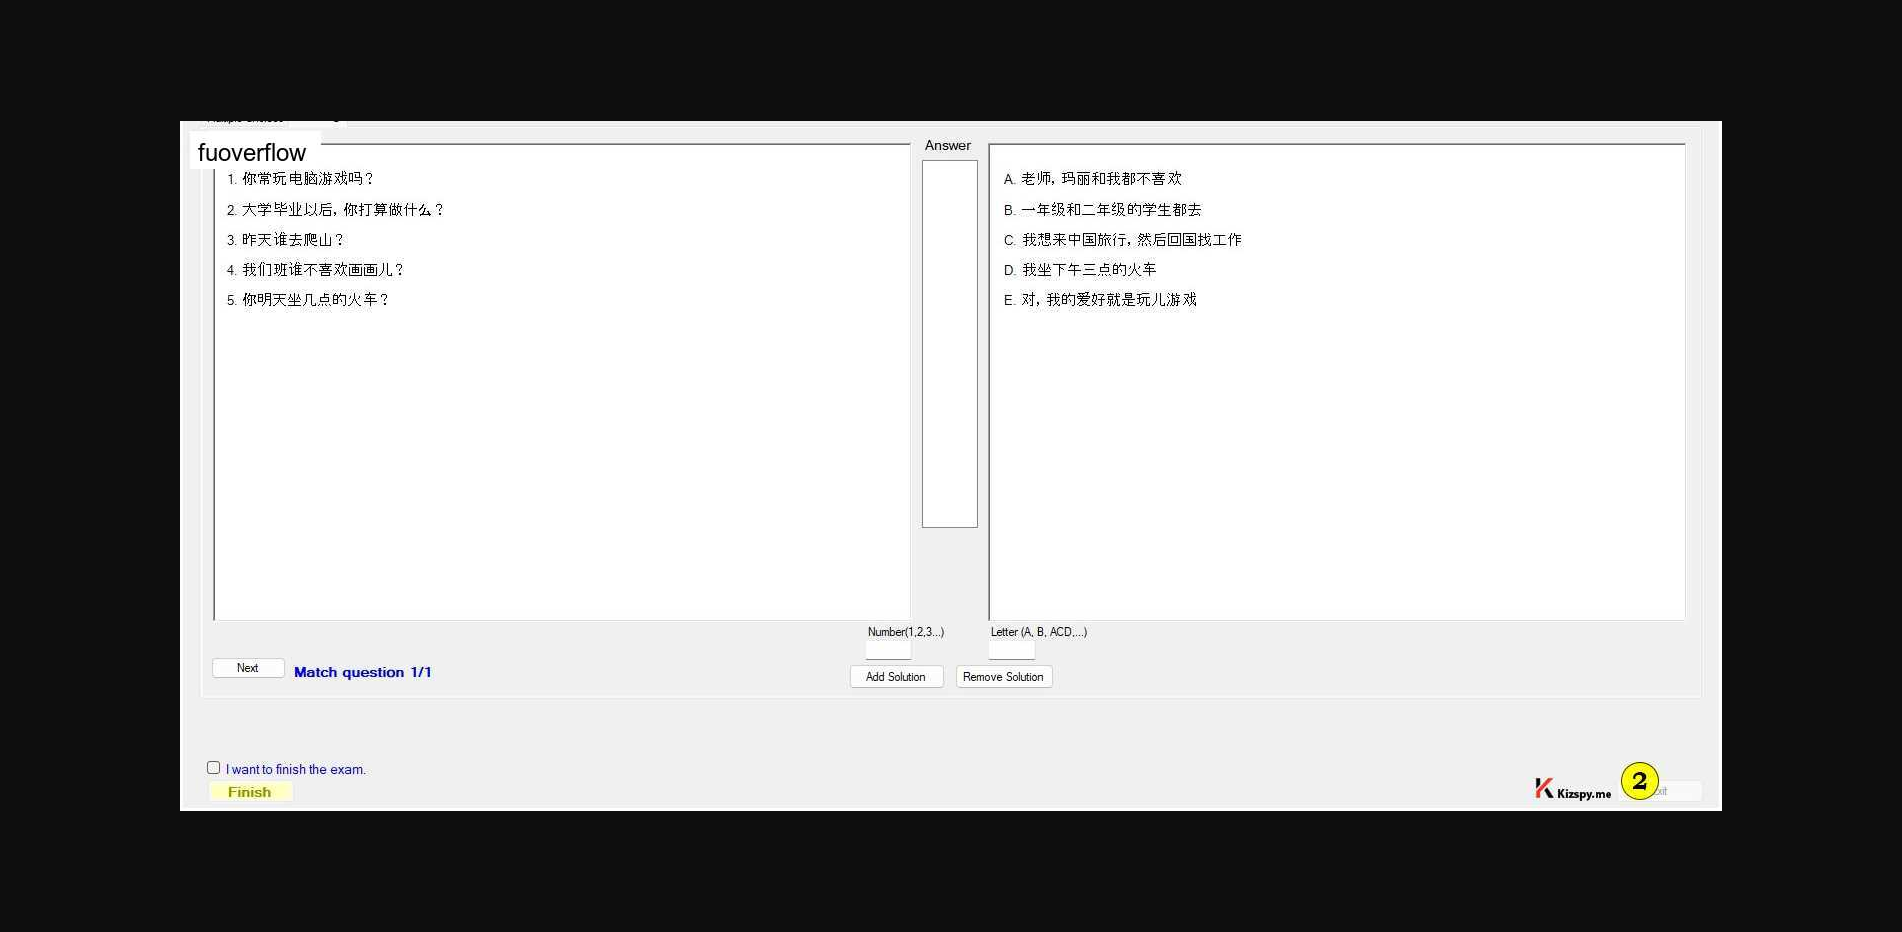 fuoverflow
Answer
1. 你常玩电脑游戏吗？
2. 大学毕业以后, 你打算做什么？
3. 昨天谁去爬山？
4. 我们班谁不喜欢画画儿？
5. 你明天坐几点的火车？
A. 老师, 玛丽和我都不喜欢
B. 一年级和二年级的学生都去
C. 我想来中国旅行, 然后回国找工作
D. 我坐下午三点的火车
E. 对, 我的爱好就是玩儿游戏
Number(1,2,3...)
Letter (A, B, ACD,...)
Next
Match question 1/1
Add Solution
Remove Solution
I want to finish the exam.
Finish
Kizspy.me
2